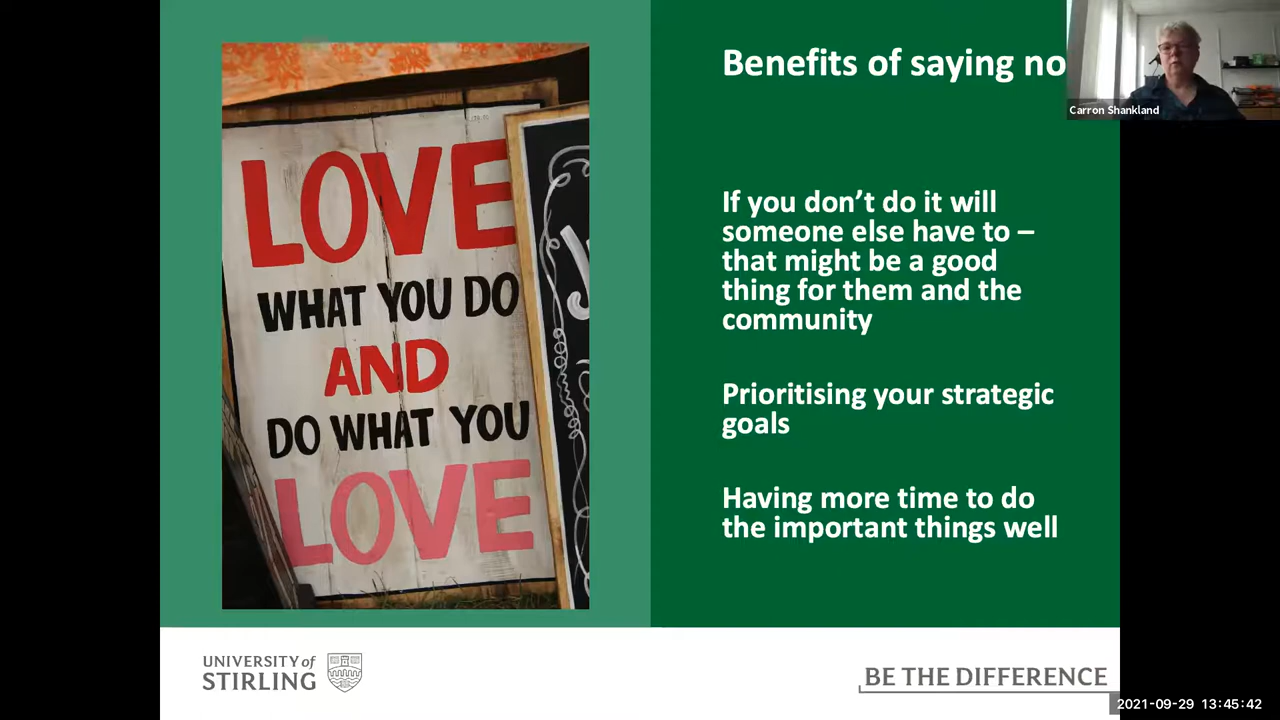 Benefits of saying no
Carron Shankland
LOVE
WHAT YOU DO
AND
DO WHAT YOU
LOVE
If you don’t do it will
someone else have to –
that might be a good
thing for them and the
community
Prioritising your strategic
goals
Having more time to do
the important things well
UNIVERSITY of
STIRLING
BE THE DIFFERENCE
2021-09-29 13:45:42